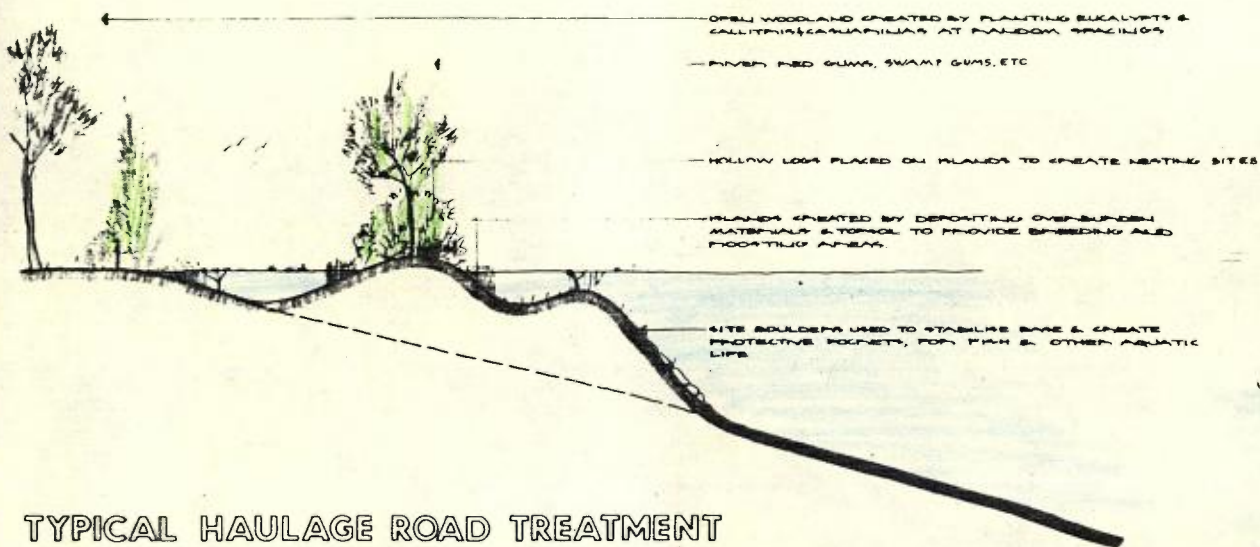 OPEN WOODLAND CREATED BY PLANTING EUCALYPTS &
CALLITRIS & CASUARINAS AT RANDOM SPACINGS
RIVER RED GUMS, SWAMP GUMS, ETC
HOLLOW LOGS PLACED ON ISLANDS TO CREATE NESTING SITES
ISLANDS CREATED BY DEPOSITING OVERBURDEN
MATERIALS & TOPSOIL TO PROVIDE BREEDING AND
ROOSTING AREAS
SITE BOULDERS USED TO STABILISE BASE & CREATE
PROTECTIVE POCKETS, FOR FISH & OTHER AQUATIC
LIFE
TYPICAL HAULAGE ROAD TREATMENT